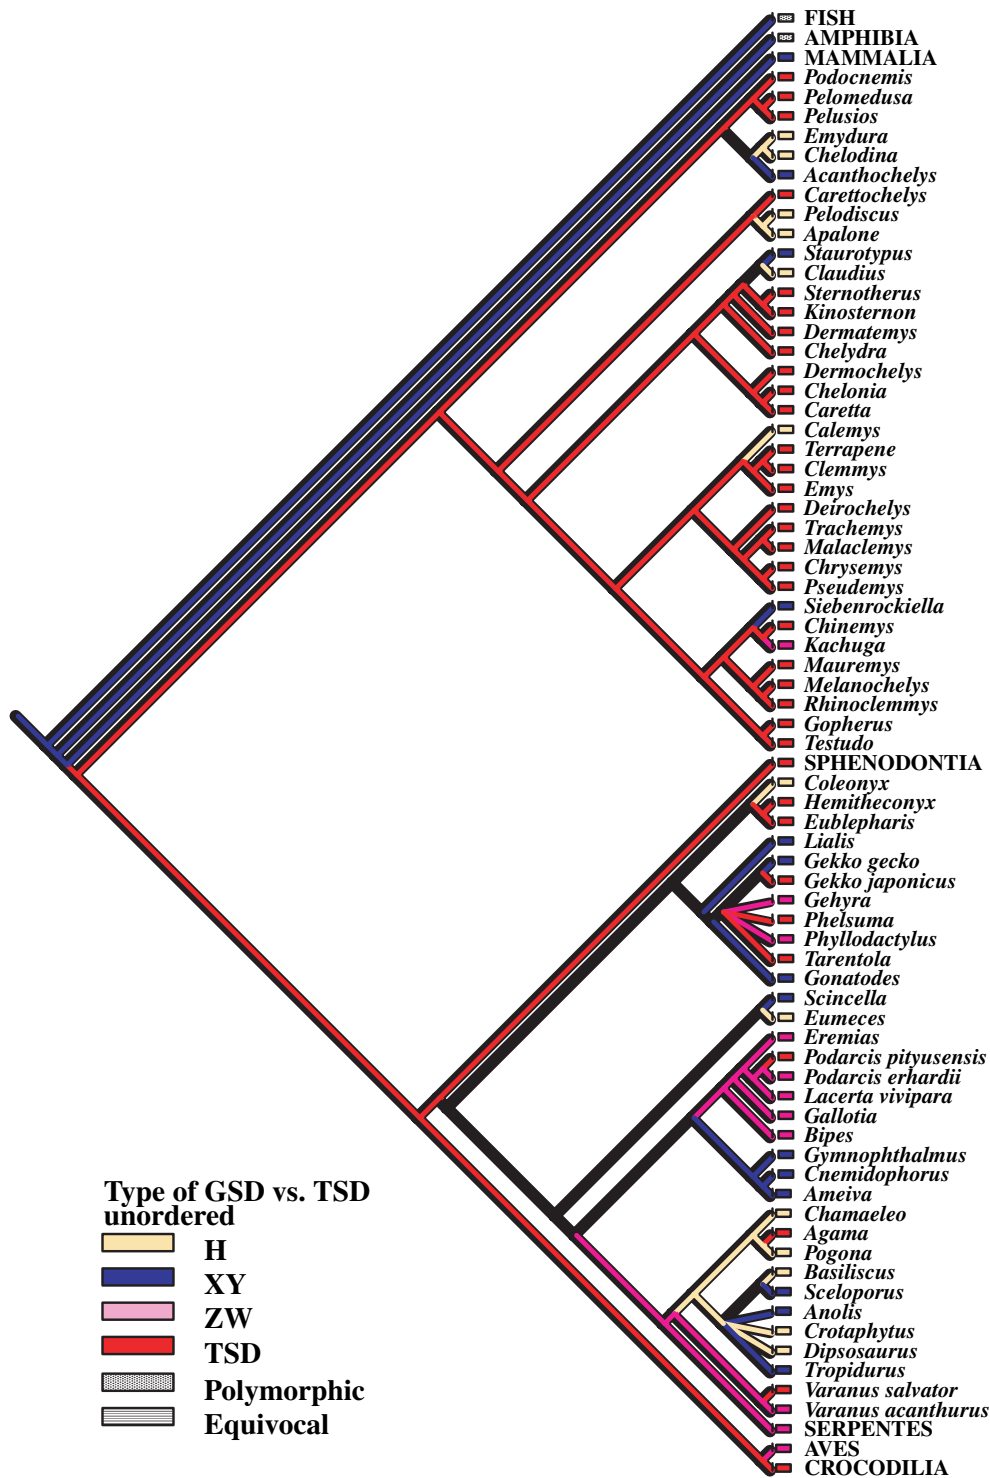 FISH
AMPHIBIA
MAMMALIA
Podocnemis
Pelomedusa
Pelusios
Emydura
Chelodina
Acanthochelys
Carettochelys
Pelodiscus
Apalone
Staurotypus
Claudius
Sternotherus
Kinosternon
Dermatemys
Chelydra
Dermochelys
Chelonia
Caretta
Calemys
Terrapene
Clemmys
Emys
Deirochelys
Trachemys
Malaclemys
Chrysemys
Pseudemys
Siebenrockiella
Chinemys
Kachuga
Mauremys
Melanochelys
Rhinoclemmys
Gopherus
Testudo
SPHENODONTIA
Coleonyx
Hemitheconyx
Eublepharis
Lialis
Gekko gecko
Gekko japonicus
Gehyra
Phelsuma
Phyllodactylus
Tarentola
Gonatodes
Scincella
Eumeces
Eremias
Podarcis pityusensis
Podarcis erhardii
Lacerta vivipara
Gallotia
Bipes
Gymnophthalmus
Cnemidophorus
Ameiva
Chamaeleo
Agama
Pogona
Basiliscus
Sceloporus
Anolis
Crotaphytus
Dipsosaurus
Tropidurus
Varanus salvator
Varanus acanthurus
SERPENTES
AVES
CROCODILIA
Type of GSD vs. TSD
unordered
H
XY
ZW
TSD
Polymorphic
Equivocal